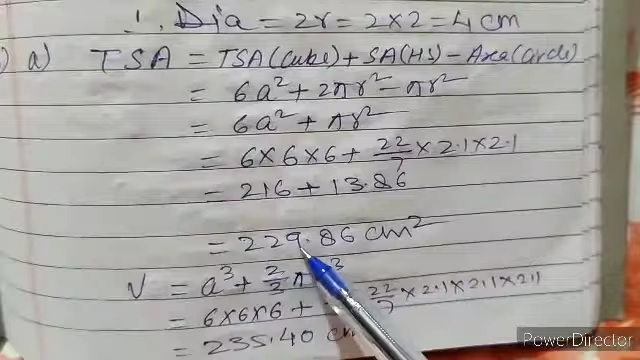 ∴ Dia = 2r = 2×2 = 4 cm
) a) TSA = TSA(Cube) + SA(HS) − Area(circle)
= 6a² + 2πr² − πr²
= 6a² + πr²
= 6×6×6 + 22/7 × 2.1 × 2.1
= 216 + 13.86
= 229.86 cm²
V = a³ + 2/3 π ³
= 6×6×6 + 22/7 × 2.1 × 2.1 × 2.1
= 235.40 c
PowerDirector